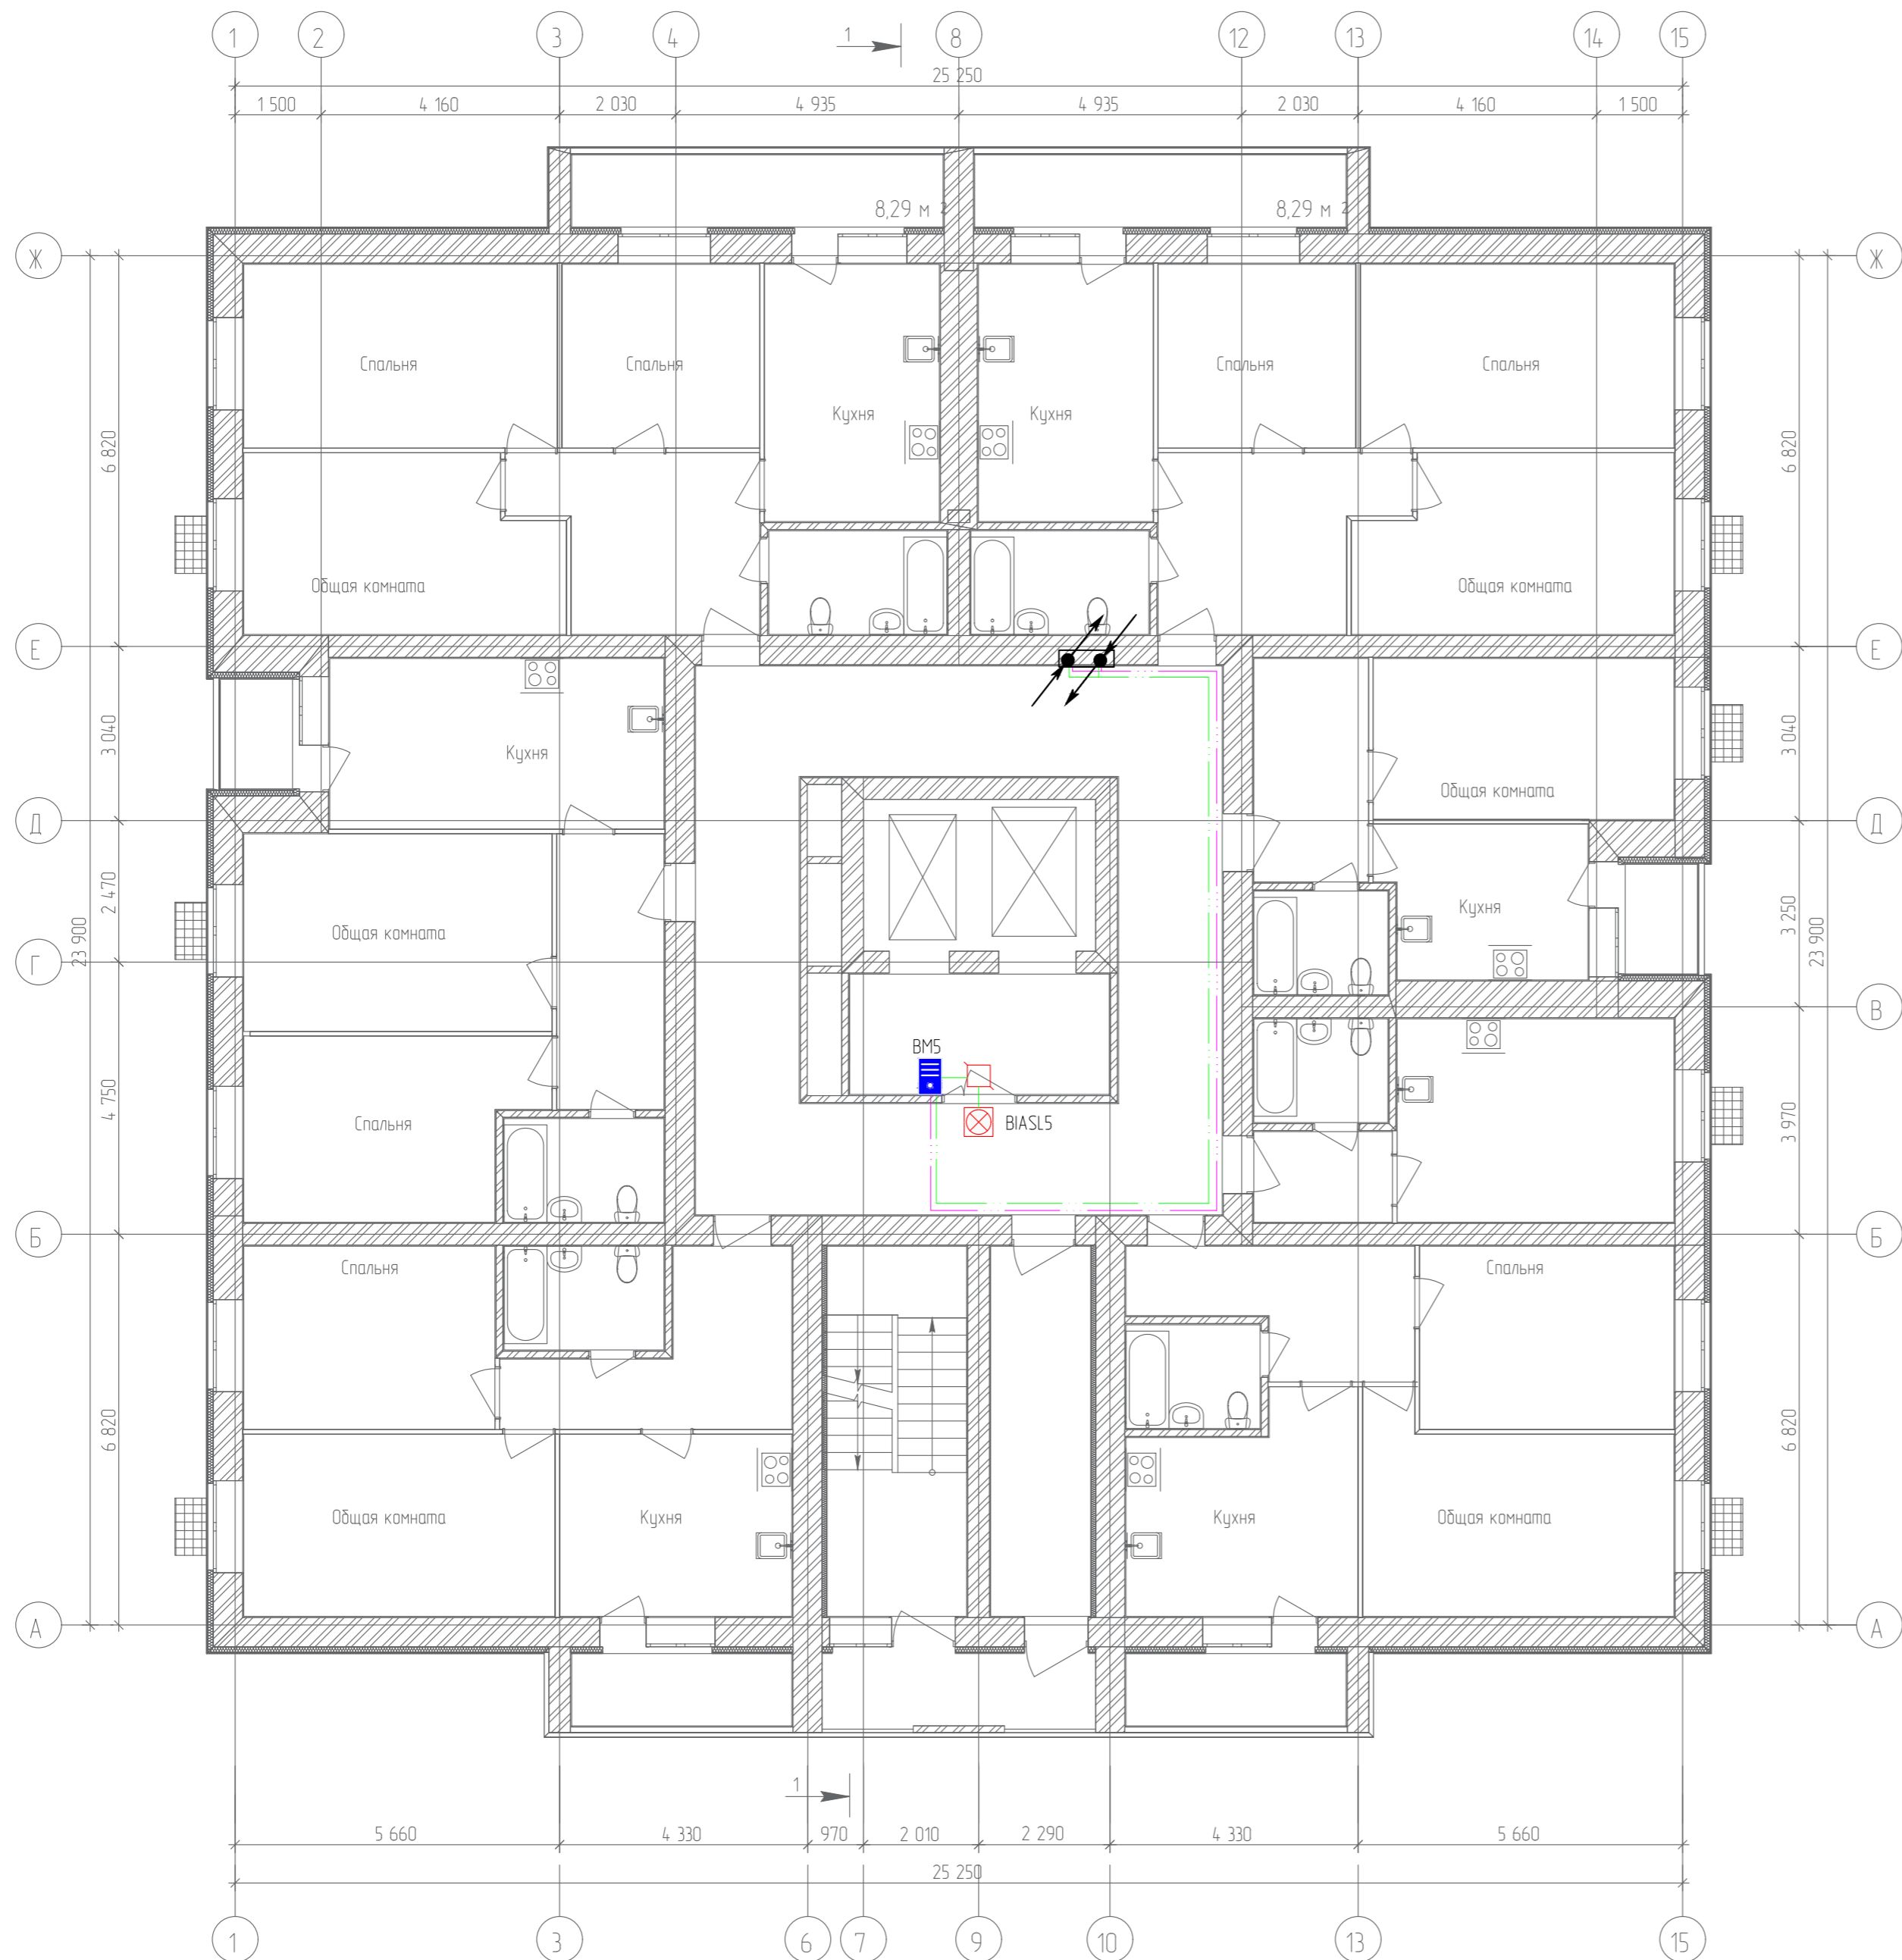 1 2 3 4 1 8 12 13 14 15
25 250
1 500 4 160 2 030 4 935 4 935 2 030 4 160 1 500
8,29 м 2 8,29 м 2
Ж Ж
Спальня Спальня Спальня Спальня
Кухня Кухня
6 820 6 820
Общая комната Общая комната
Е Е
3 040 Кухня 3 040
Общая комната
Д Д
2 470 Кухня 3 250
Общая комната
23 900 23 900
Г
В
ВМ5
4 750 Спальня BIASL5 3 970
Б Б
Спальня Спальня
6 820 6 820
Общая комната Кухня Кухня Общая комната
А А
1
5 660 4 330 970 2 010 2 290 4 330 5 660
25 250
1 3 6 7 9 10 13 15